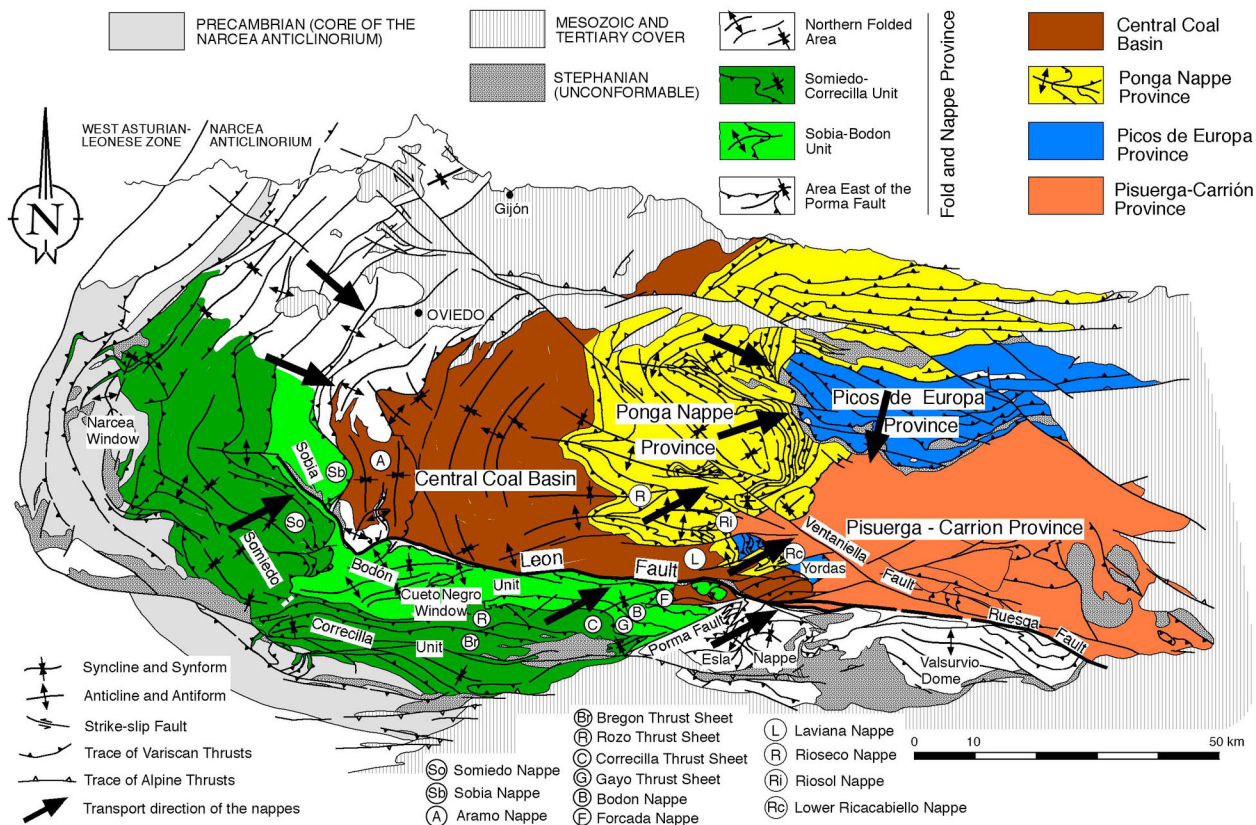 PRECAMBRIAN (CORE OF THE
NARCEA ANTICLINORIUM)
MESOZOIC AND
TERTIARY COVER
STEPHANIAN
(UNCONFORMABLE)
Northern Folded
Area
Somiedo-
Correcilla Unit
Sobia-Bodon
Unit
Area East of the
Porma Fault
Fold and Nappe Province
Central Coal
Basin
Ponga Nappe
Province
Picos de Europa
Province
Pisuerga-Carrión
Province
N
WEST ASTURIAN-
LEONESE ZONE
NARCEA
ANTICLINORIUM
Gijón
OVIEDO
Narcea
Window
Sobia
Sb
A
So
Somiedo
Central Coal Basin
Ponga Nappe
Province
R
Ri
Picos de Europa
Province
Pisuerga - Carrion Province
Ventaniella
Fault
Rc
Yordas
L
Leon
Fault
Bodón
Unit
Cueto Negro
Window
R
Br
C
G
B
F
Correcilla
Unit
Porma Fault
Esla
Nappe
Ruesga
Fault
Valsurvio
Dome
Syncline and Synform
Anticline and Antiform
Strike-slip Fault
Trace of Variscan Thrusts
Trace of Alpine Thrusts
Transport direction of the nappes
So Somiedo Nappe
Sb Sobia Nappe
A Aramo Nappe
Br Bregon Thrust Sheet
R Rozo Thrust Sheet
C Correcilla Thrust Sheet
G Gayo Thrust Sheet
B Bodon Nappe
F Forcada Nappe
L Laviana Nappe
R Rioseco Nappe
Ri Riosol Nappe
Rc Lower Ricacabiello Nappe
0 10 50 km